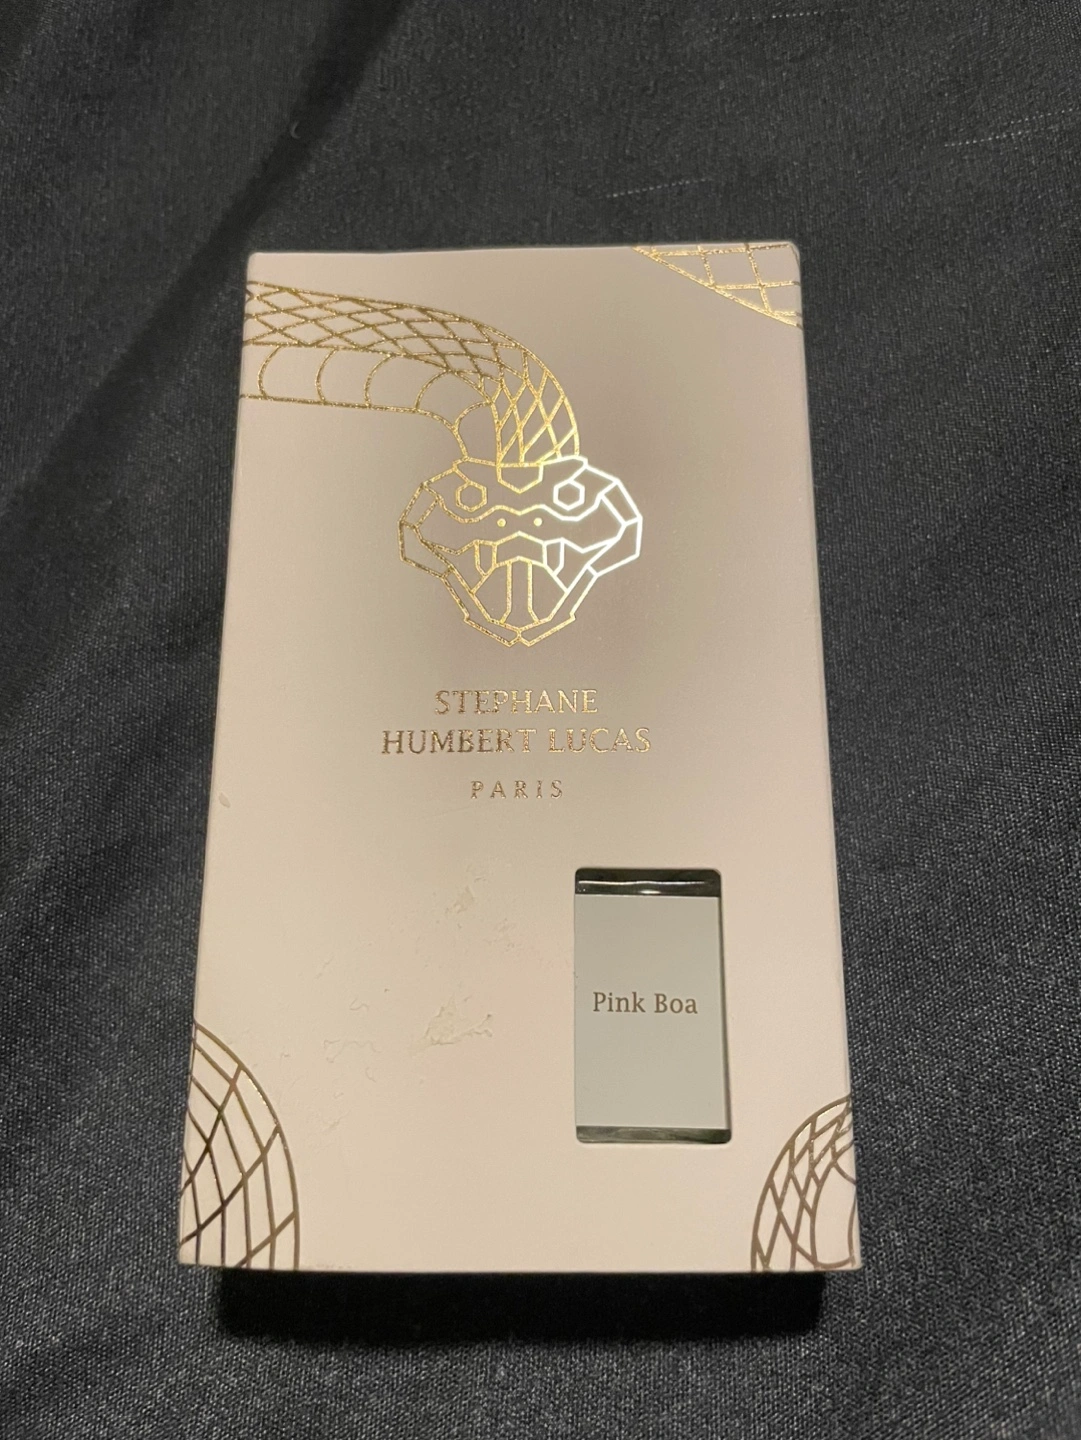 STEPHANE
HUMBERT LUCAS
PARIS
Pink Boa